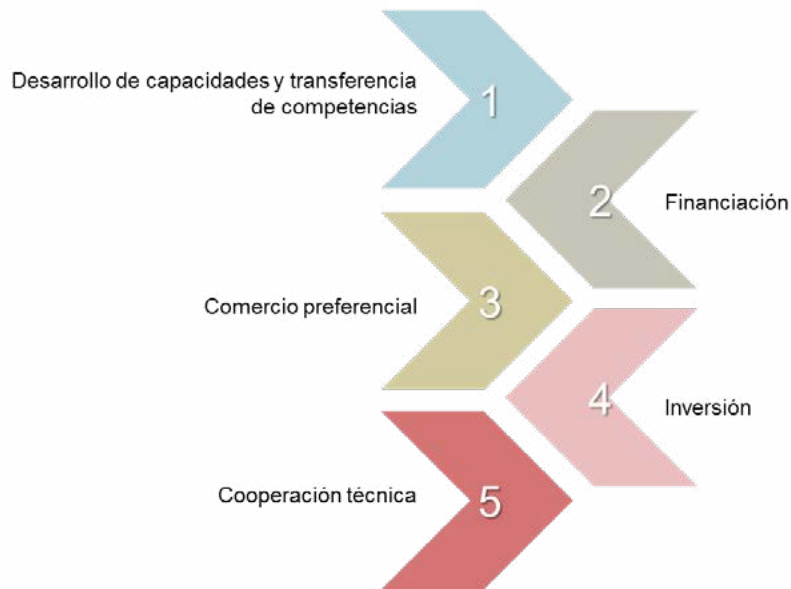 Desarrollo de capacidades y transferencia
de competencias
1
2
Financiación
Comercio preferencial
3
4
Inversión
Cooperación técnica
5